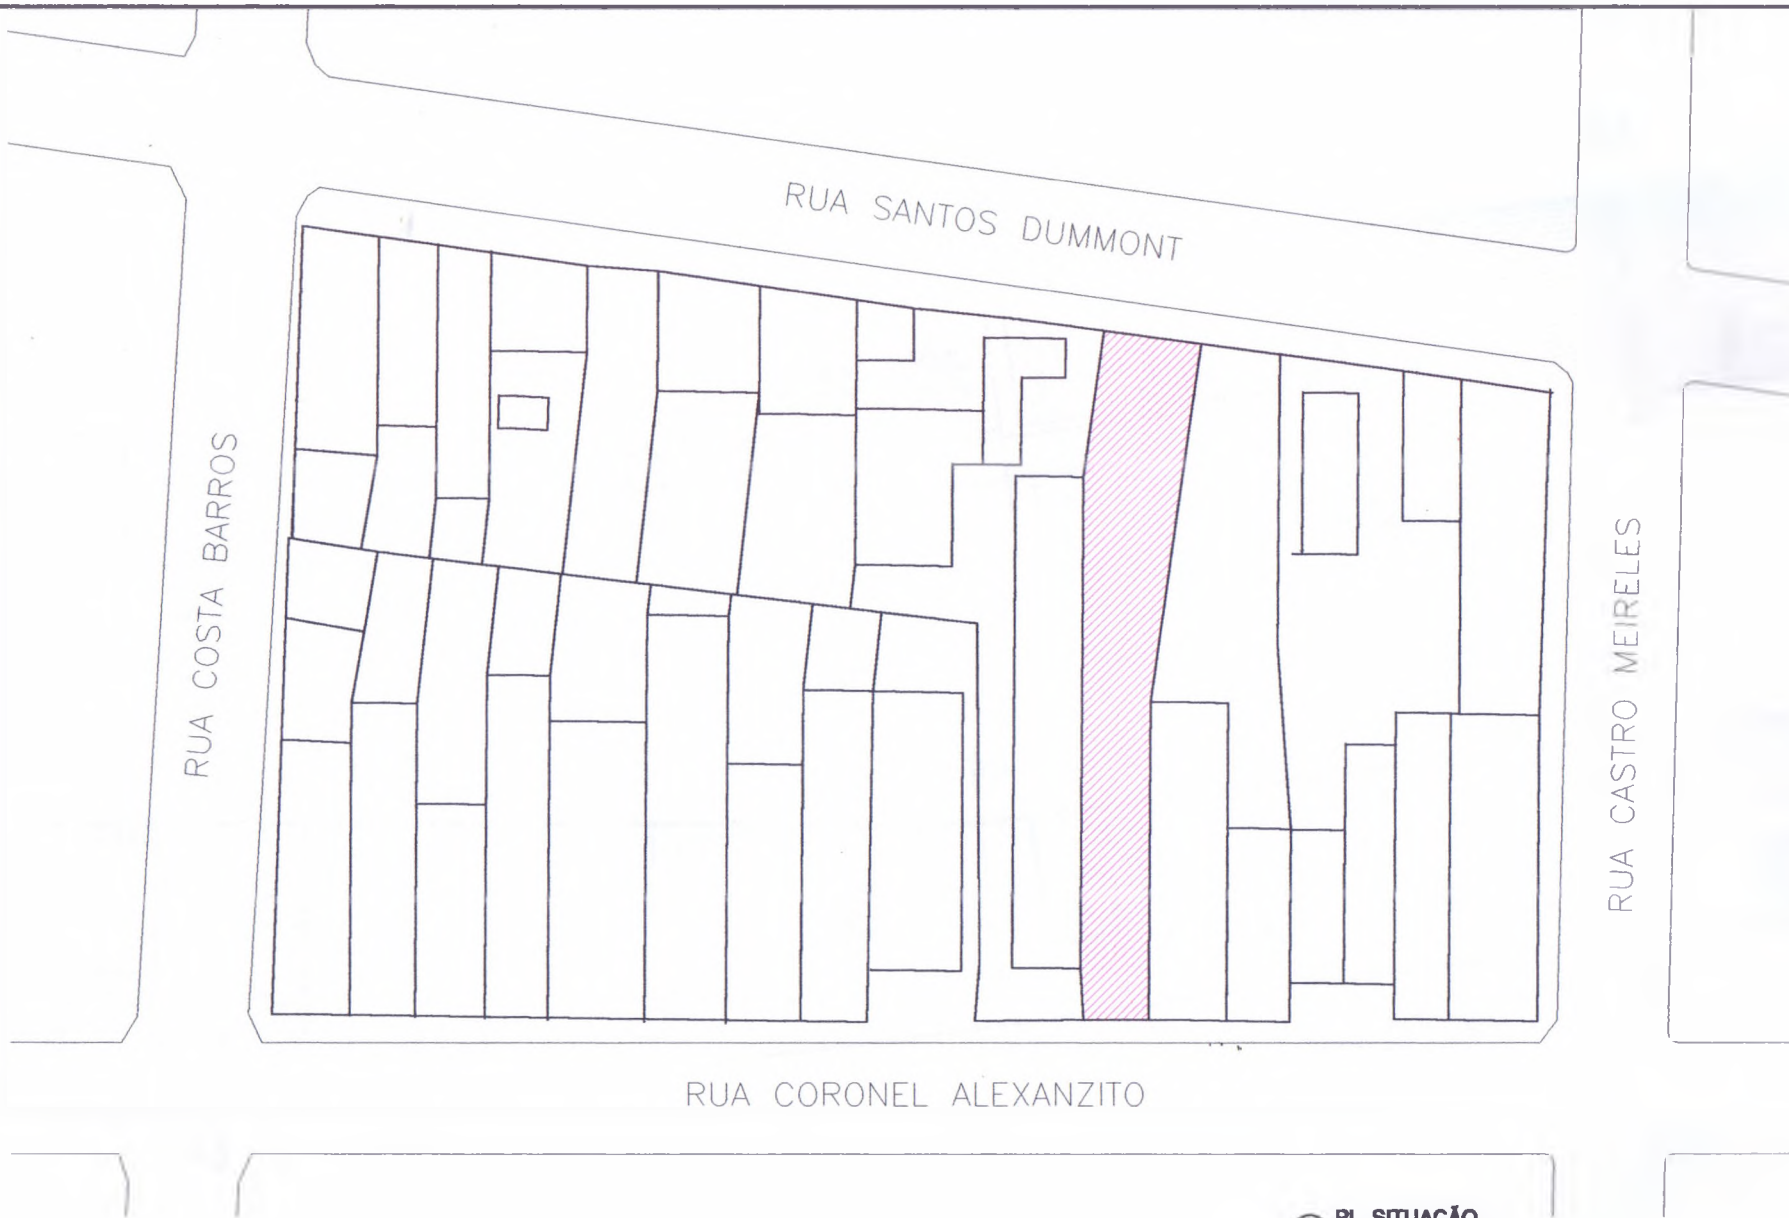 RUA SANTOS DUMMONT
RUA COSTA BARROS
RUA CASTRO MEIRELES
RUA CORONEL ALEXANZITO
PL. SITUAÇÃO